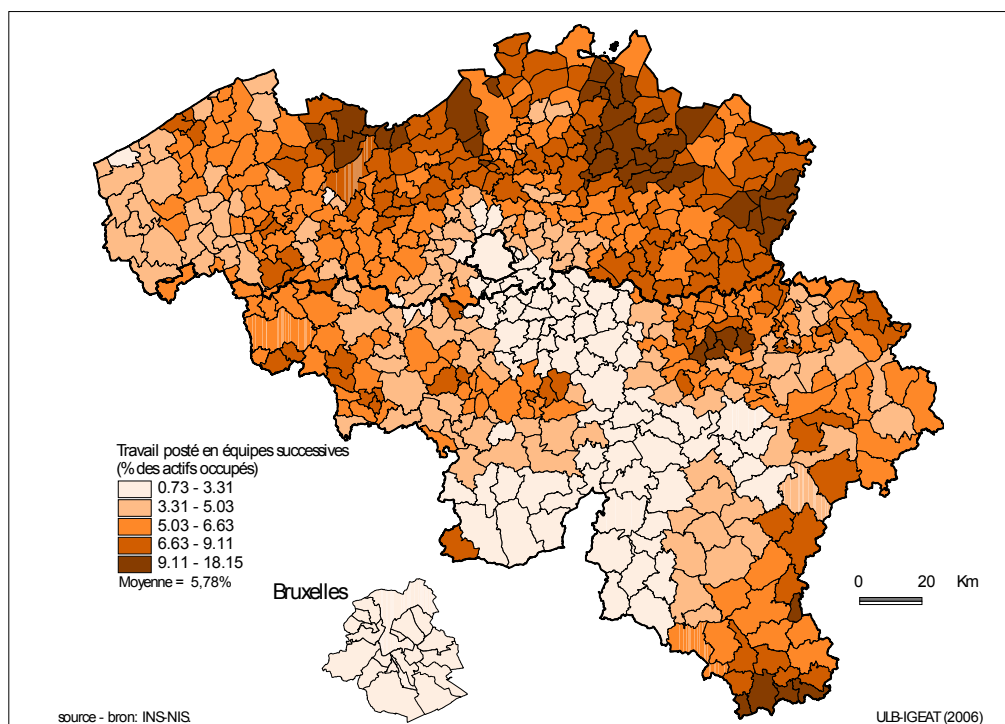 Travail posté en équipes successives
(% des actifs occupés)
0.73 - 3.31
3.31 - 5.03
5.03 - 6.63
6.63 - 9.11
9.11 - 18.15
Moyenne = 5,78%
Bruxelles
0 20 Km
source - bron: INS-NIS.
ULB-IGEAT (2006)